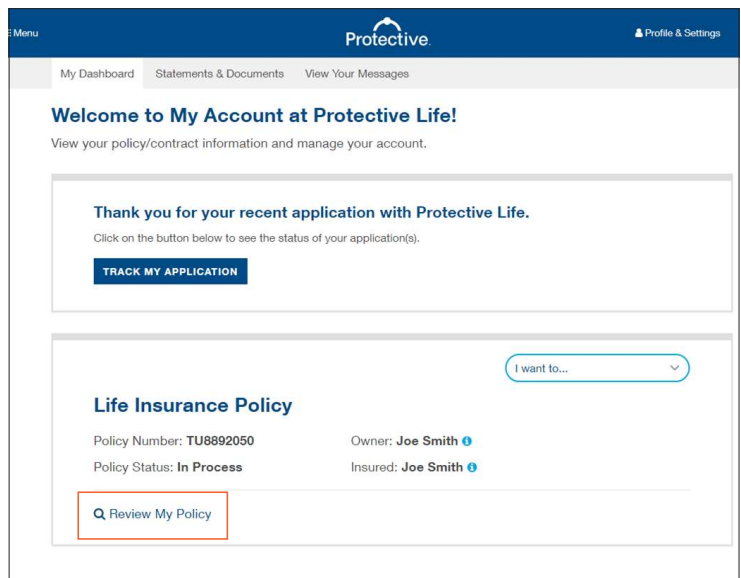 Menu
Protective.
Profile & Settings
My Dashboard Statements & Documents View Your Messages
Welcome to My Account at Protective Life!
View your policy/contract information and manage your account.
Thank you for your recent application with Protective Life.
Click on the button below to see the status of your application(s).
TRACK MY APPLICATION
I want to...
Life Insurance Policy
Policy Number: TU8892050 Owner: Joe Smith
Policy Status: In Process Insured: Joe Smith
Review My Policy